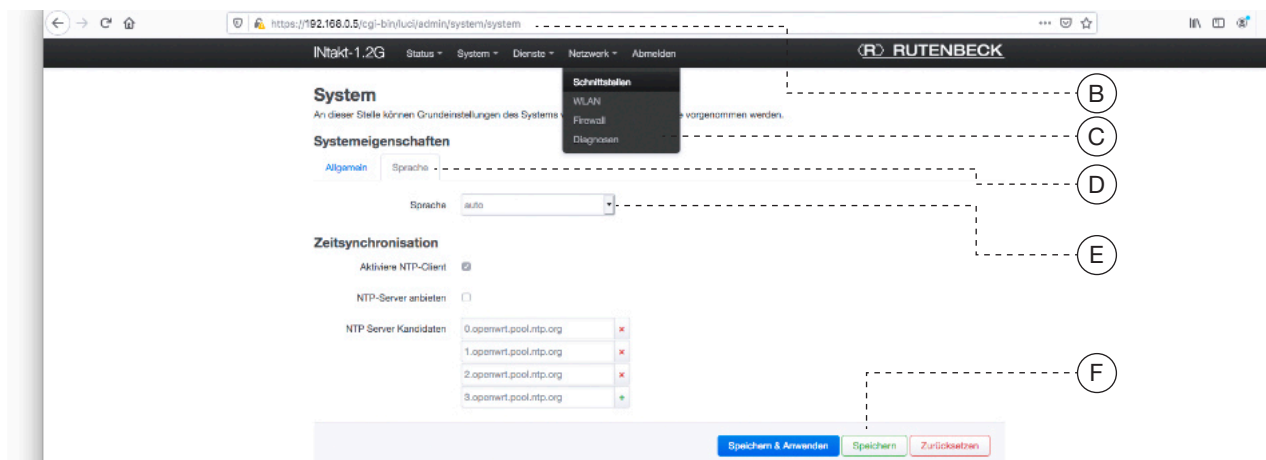 https://192.168.0.5/cgi-bin/luci/admin/system/system
INtakt-1.2G Status System Dienste Netzwerk Abmelden
RUTENBECK
Schnittstellen
WLAN
Firewall
Diagnosen
B
C
System
An dieser Stelle können Grundeinstellungen des Systems vorgenommen werden.
Systemeigenschaften
Allgemein Sprache
D
Sprache auto
E
Zeitsynchronisation
Aktiviere NTP-Client
NTP-Server anbieten
NTP Server Kandidaten 0.openwrt.pool.ntp.org
1.openwrt.pool.ntp.org
2.openwrt.pool.ntp.org
3.openwrt.pool.ntp.org
F
Speichern & Anwenden Speichern Zurücksetzen